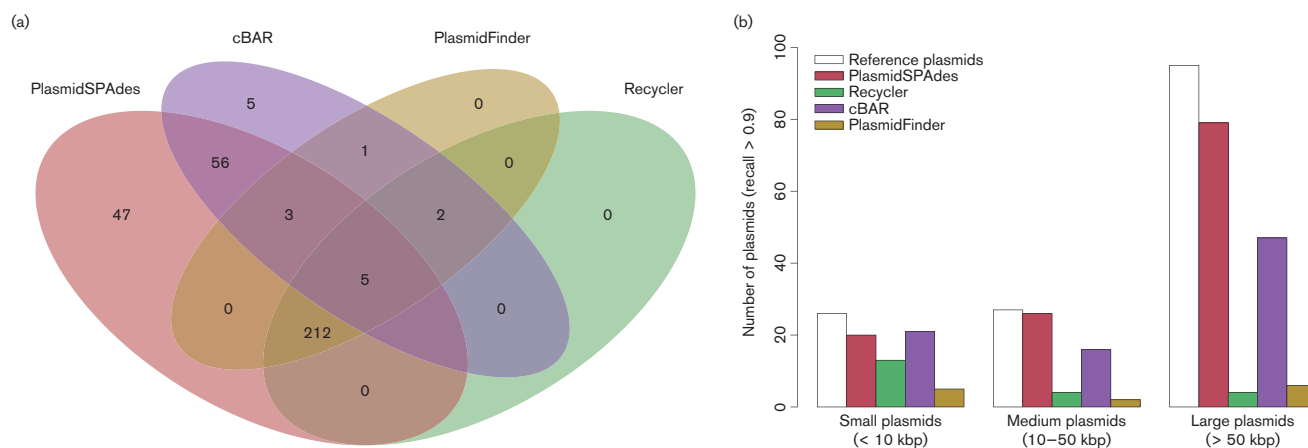 (a)
cBAR
PlasmidFinder
PlasmidSPAdes
Recycler
5
0
56
1
0
47
3
2
0
5
0
0
212
0
(b)
Number of plasmids (recall > 0.9)
100
80
60
40
20
0
Reference plasmids
PlasmidSPAdes
Recycler
cBAR
PlasmidFinder
Small plasmids
(< 10 kbp)
Medium plasmids
(10–50 kbp)
Large plasmids
(> 50 kbp)